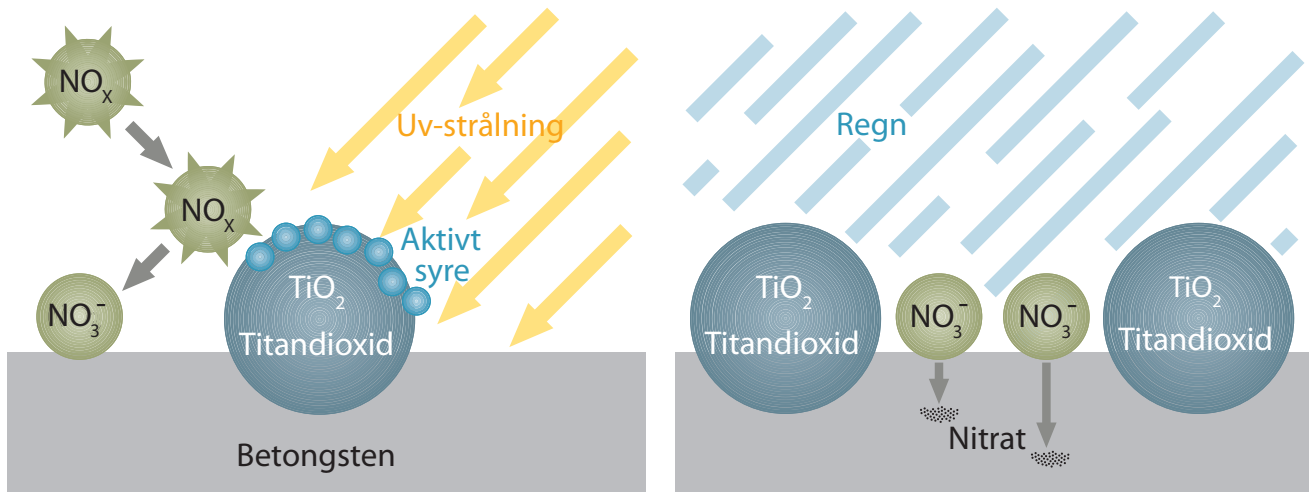 NOₓ
NOₓ
NO₃⁻
Uv-strålning
Aktivt
syre
TiO₂
Titandioxid
Betongsten
Regn
TiO₂
Titandioxid
NO₃⁻
NO₃⁻
TiO₂
Titandioxid
Nitrat